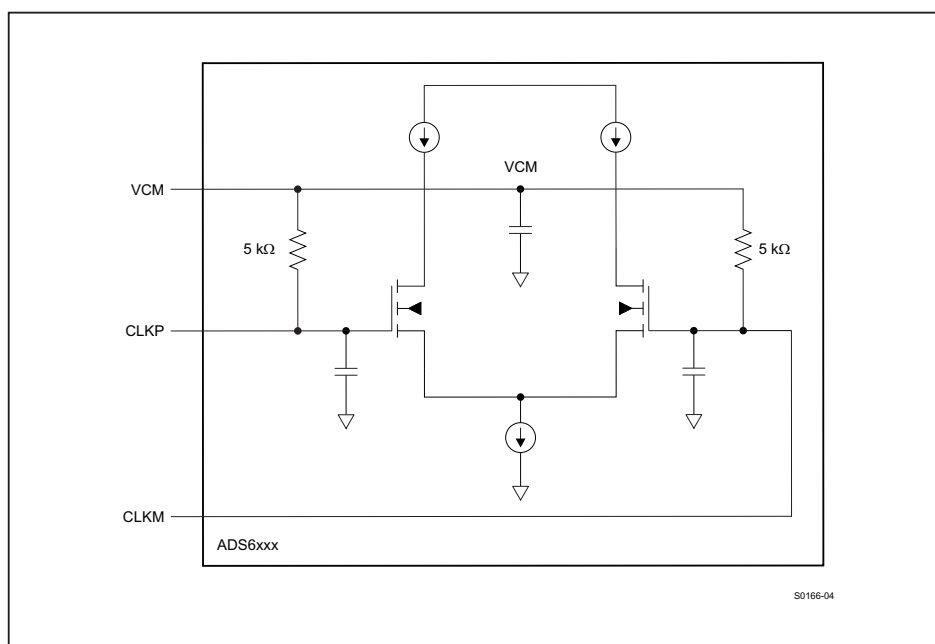 VCM
VCM
5 kΩ
5 kΩ
CLKP
CLKM
ADS6xxx
S0166-04